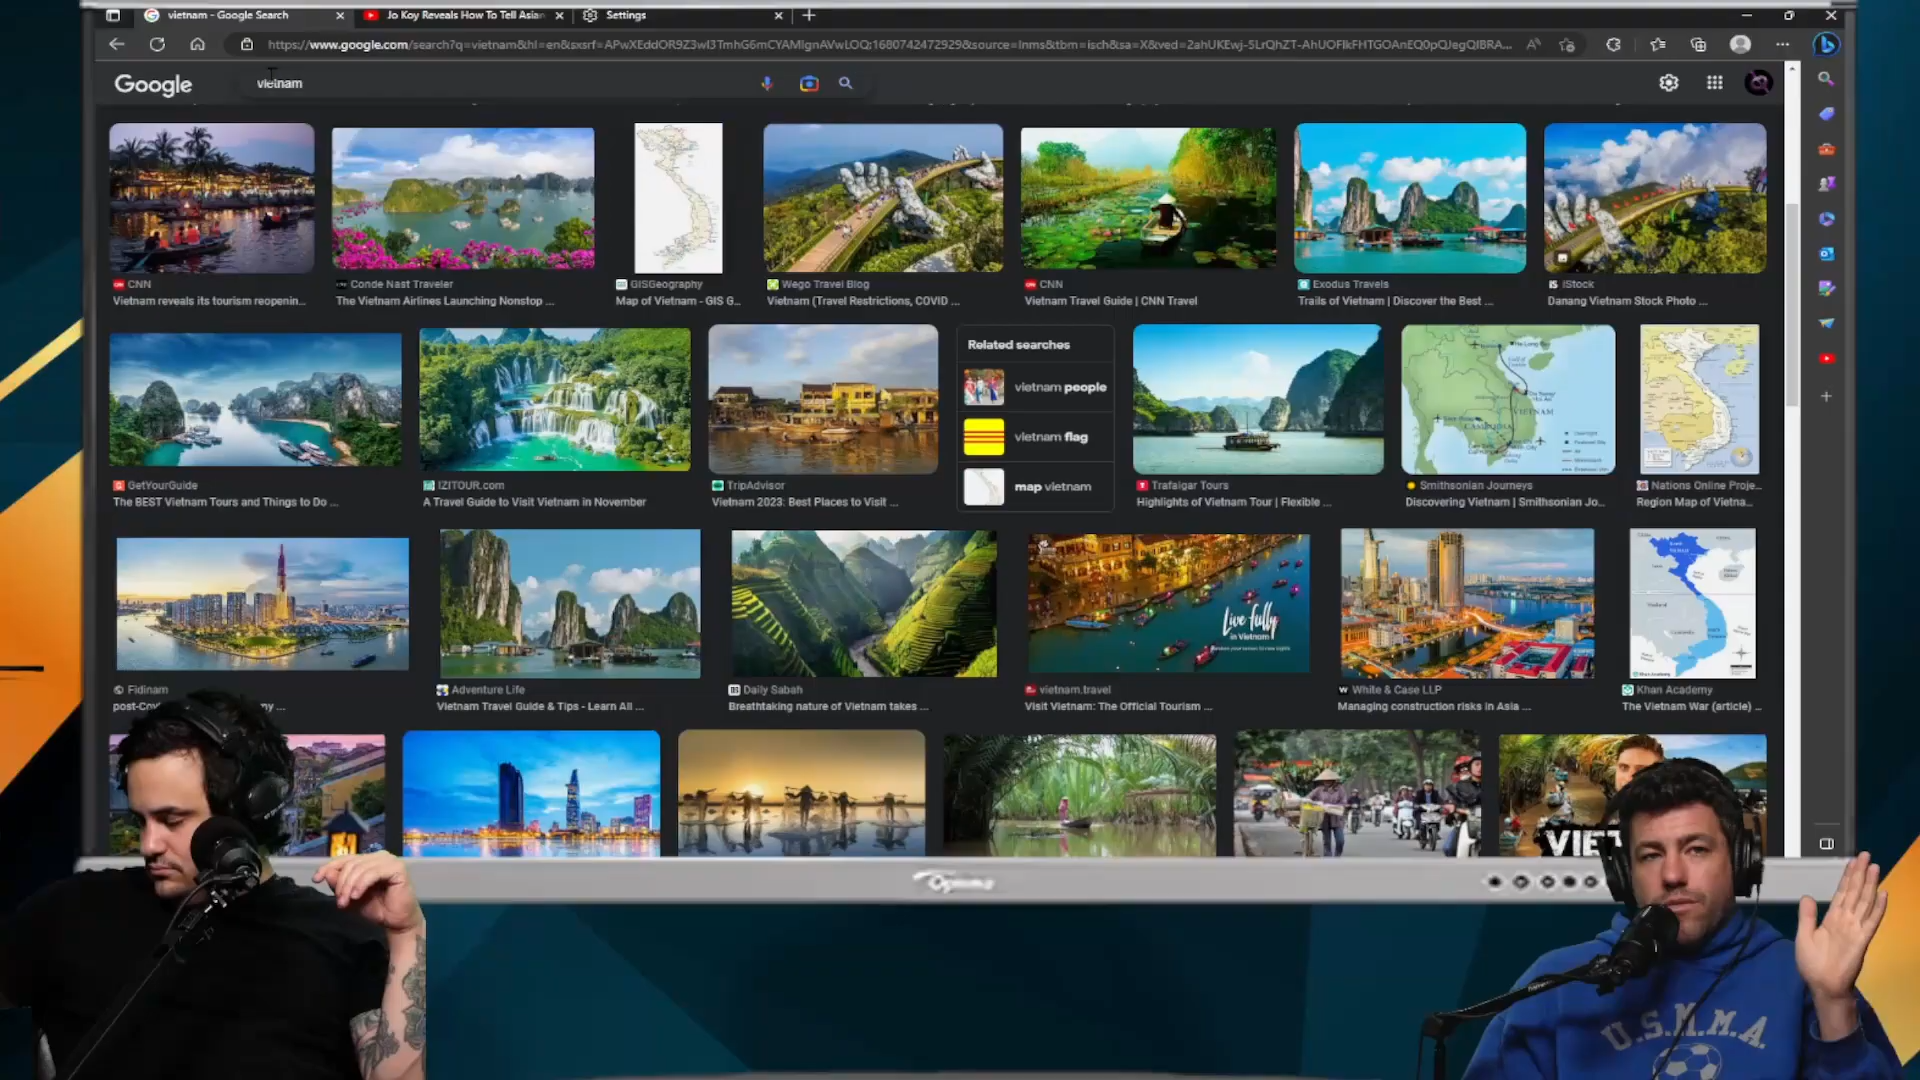 vietnam - Google Search
Jo Koy Reveals How To Tell Asian
Settings
Google
vietnam
CNN
Vietnam reveals its tourism reopenin...
Conde Nast Traveler
The Vietnam Airlines Launching Nonstop ...
GISGeography
Map of Vietnam - GIS G...
Wego Travel Blog
Vietnam (Travel Restrictions, COVID ...
CNN
Vietnam Travel Guide | CNN Travel
Exodus Travels
Trails of Vietnam | Discover the Best ...
iStock
Danang Vietnam Stock Photo ...
GetYourGuide
The BEST Vietnam Tours and Things to Do ...
IZITOUR.com
A Travel Guide to Visit Vietnam in November
TripAdvisor
Vietnam 2023: Best Places to Visit ...
Related searches
vietnam people
vietnam flag
map vietnam
Trafalgar Tours
Highlights of Vietnam Tour | Flexible ...
VIETNAM
CAMBODIA
Smithsonian Journeys
Discovering Vietnam | Smithsonian Jo...
Nations Online Proje...
Region Map of Vietna...
Fidinam
Adventure Life
Vietnam Travel Guide & Tips - Learn All ...
Daily Sabah
Breathtaking nature of Vietnam takes ...
Live fully
in Vietnam
vietnam.travel
Visit Vietnam: The Official Tourism ...
White & Case LLP
Managing construction risks in Asia ...
Khan Academy
The Vietnam War (article) ...
VIET
U.S.M.M.A